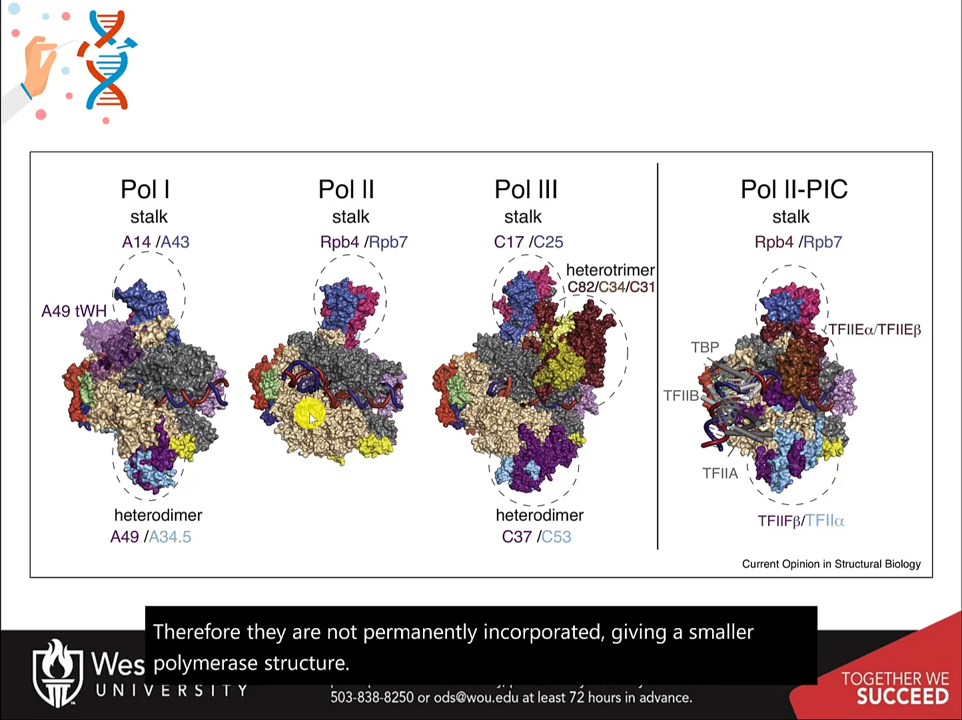 Pol I
stalk
A14 /A43
A49 tWH
heterodimer
A49 /A34.5
Pol II
stalk
Rpb4 /Rpb7
Pol III
stalk
C17 /C25
heterotrimer
C82/C34/C31
heterodimer
C37 /C53
Pol II-PIC
stalk
Rpb4 /Rpb7
TFIIEα/TFIIEβ
TBP
TFIIB
TFIIA
TFIIFβ/TFIIα
Current Opinion in Structural Biology
Therefore they are not permanently incorporated, giving a smaller
polymerase structure.
Wes
UNIVERSITY
503-838-8250 or ods@wou.edu at least 72 hours in advance.
TOGETHER WE
SUCCEED